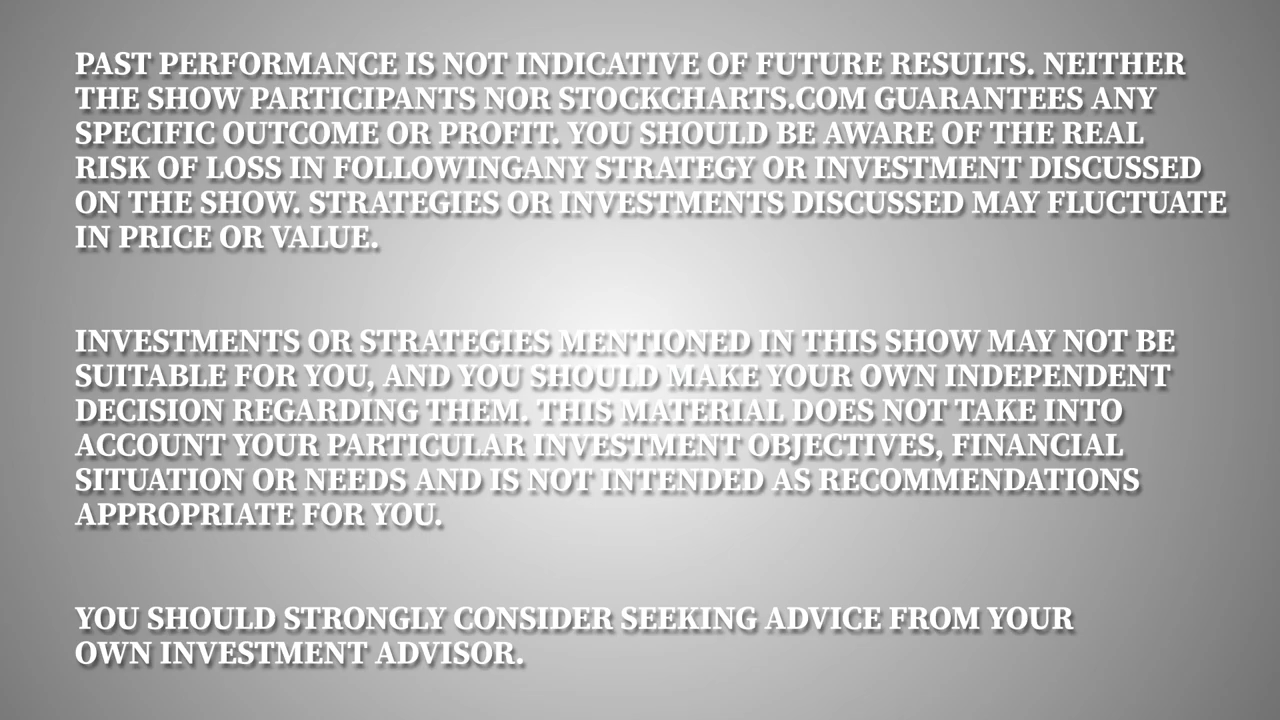 PAST PERFORMANCE IS NOT INDICATIVE OF FUTURE RESULTS. NEITHER
THE SHOW PARTICIPANTS NOR STOCKCHARTS.COM GUARANTEES ANY
SPECIFIC OUTCOME OR PROFIT. YOU SHOULD BE AWARE OF THE REAL
RISK OF LOSS IN FOLLOWINGANY STRATEGY OR INVESTMENT DISCUSSED
ON THE SHOW. STRATEGIES OR INVESTMENTS DISCUSSED MAY FLUCTUATE
IN PRICE OR VALUE.
INVESTMENTS OR STRATEGIES MENTIONED IN THIS SHOW MAY NOT BE
SUITABLE FOR YOU, AND YOU SHOULD MAKE YOUR OWN INDEPENDENT
DECISION REGARDING THEM. THIS MATERIAL DOES NOT TAKE INTO
ACCOUNT YOUR PARTICULAR INVESTMENT OBJECTIVES, FINANCIAL
SITUATION OR NEEDS AND IS NOT INTENDED AS RECOMMENDATIONS
APPROPRIATE FOR YOU.
YOU SHOULD STRONGLY CONSIDER SEEKING ADVICE FROM YOUR
OWN INVESTMENT ADVISOR.